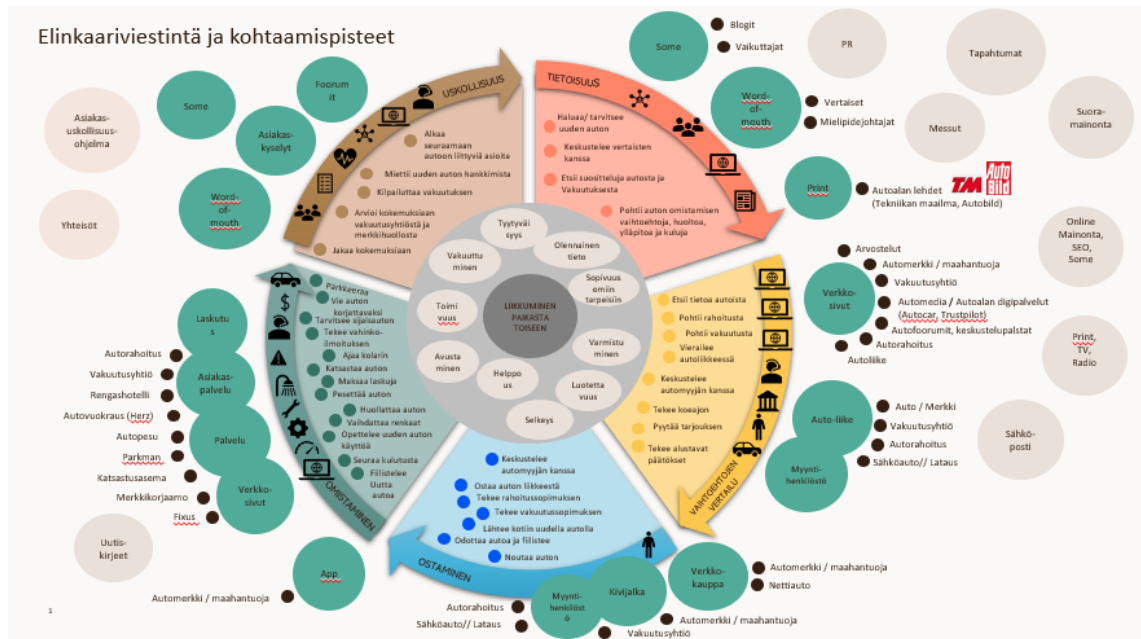 Elinkaariviestintä ja kohtaamispisteet
USKOLLISUUS
Alkaa
seuraamaan
autoon liittyviä asioita
Miettii uuden auton hankkimista
Kilpailuttaa vakuutuksen
Arvioi kokemuksiaan
vakuutusyhtiöstä ja
merkkihuollosta
Jakaa kokemuksiaan
Foorum
it
Some
Asiakas-
kyselyt
Word-
of-
mouth
Asiakas-
uskollisuus-
ohjelma
Yhteisöt
TIETOISUUS
Haluaa/ tarvitsee
uuden auton
Keskustelee vertaisten
kanssa
Etsii suositteluja autosta ja
Vakuutuksesta
Pohtii auton omistamisen
vaihtoehtoja, huoltoa,
ylläpitoa ja kuluja
Some
Blogit
Vaikuttajat
Word-
of-
mouth
Vertaiset
Mielipidejohtajat
Print
Autoalan lehdet
(Tekniikan maailma, Autobild)
TM
Auto
Bild
PR
Tapahtumat
Messut
Suora-
mainonta
VAIHTOEHTOJEN
VERTAILU
Etsii tietoa autoista
Pohtii rahoitusta
Pohtii vakuutusta
Vierailee
autoliikkeessä
Keskustelee
automyyjän kanssa
Tekee koeajon
Pyytää tarjouksen
Tekee alustavat
päätökset
Verkko-
sivut
Arvostelut
Automerkki / maahantuoja
Vakuutusyhtiö
Automedia / Autoalan digipalvelut
(Autocar, Trustpilot)
Autofoorumit, keskustelupalstat
Autorahoitus
Autoliike
Auto-liike
Myynti-
henkilöstö
Auto / Merkki
Vakuutusyhtiö
Autorahoitus
Sähköauto// Lataus
Online
Mainonta,
SEO,
Some
Print,
TV,
Radio
Sähkö-
posti
OSTAMINEN
Keskustelee
automyyjän kanssa
Ostaa auton liikkeestä
Tekee rahoitussopimuksen
Tekee vakuutussopimuksen
Lähtee kotiin uudella autolla
Odottaa autoa ja fiilistee
Noutaa auton
Verkko-
kauppa
Automerkki / maahantuoja
Nettiauto
Kivijalka
Automerkki / maahantuoja
Vakuutusyhtiö
Myynti-
henkilöst
ö
Autorahoitus
Sähköauto// Lataus
OMISTAMINEN
Parkkeeraa
Vie auton
korjattavaksi
Tarvitsee sijaisauton
Tekee vahinko-
ilmoituksen
Ajaa kolarin
Katsastaa auton
Maksaa laskuja
Pesettää auton
Huollattaa auton
Vaihdattaa renkaat
Opettelee uuden auton
käyttöä
Seuraa kulutusta
Fiilistelee
Uutta
autoa
Laskutu
s
Asiakas-
palvelu
Palvelu
Verkko-
sivut
App
Autorahoitus
Vakuutusyhtiö
Rengashotelli
Autovuokraus (Herz)
Autopesu
Parkman
Katsastusasema
Merkkikorjaamo
Fixus
Automerkki / maahantuoja
Uutis-
kirjeet
Tyytyväi
syys
Olennainen
tieto
Sopivuus
omiin
tarpeisiin
Varmistu
minen
Luotetta
vuus
Selkeys
Helppo
us
Avusta
minen
Toimi
vuus
Vakuuttu
minen
LIIKKUMINEN
PAIKASTA
TOISEEN
$
1